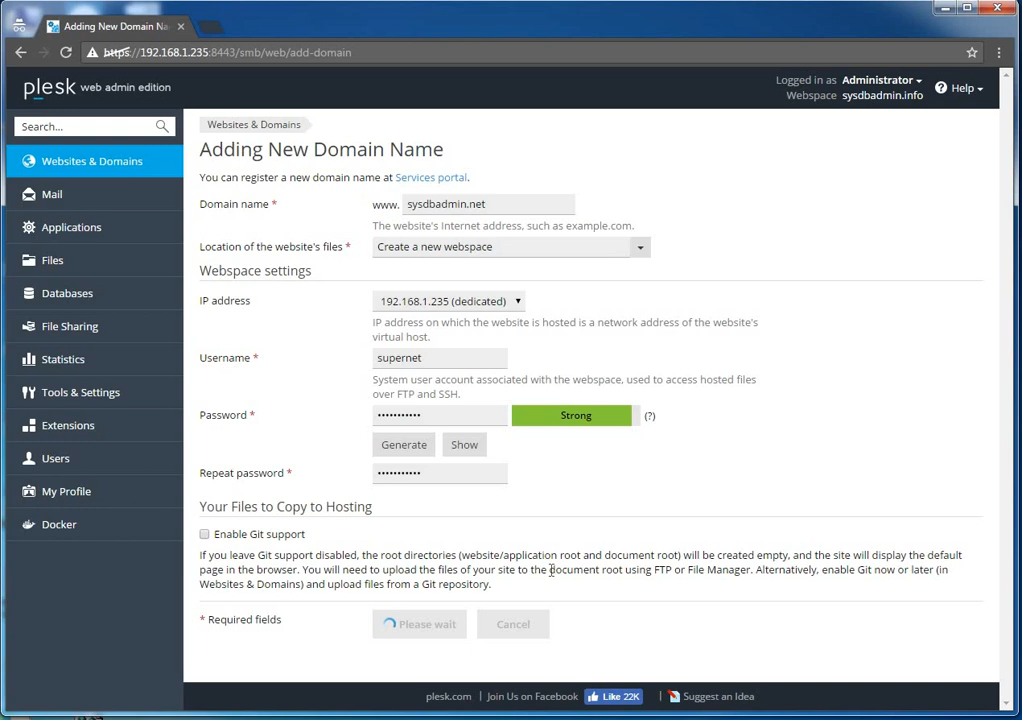 Adding New Domain Na
https://192.168.1.235:8443/smb/web/add-domain
plesk web admin edition
Logged in as Administrator
Webspace sysdbadmin.info
Help
Search...
Websites & Domains
Mail
Applications
Files
Databases
File Sharing
Statistics
Tools & Settings
Extensions
Users
My Profile
Docker
Websites & Domains
Adding New Domain Name
You can register a new domain name at Services portal.
Domain name * www. sysdbadmin.net
The website's Internet address, such as example.com.
Location of the website's files * Create a new webspace
Webspace settings
IP address 192.168.1.235 (dedicated)
IP address on which the website is hosted is a network address of the website's
virtual host.
Username * supernet
System user account associated with the webspace, used to access hosted files
over FTP and SSH.
Password * ••••••••••• Strong (?)
Generate Show
Repeat password * •••••••••••
Your Files to Copy to Hosting
Enable Git support
If you leave Git support disabled, the root directories (website/application root and document root) will be created empty, and the site will display the default
page in the browser. You will need to upload the files of your site to the document root using FTP or File Manager. Alternatively, enable Git now or later (in
Websites & Domains) and upload files from a Git repository.
* Required fields Please wait Cancel
plesk.com Join Us on Facebook Like 22K Suggest an Idea